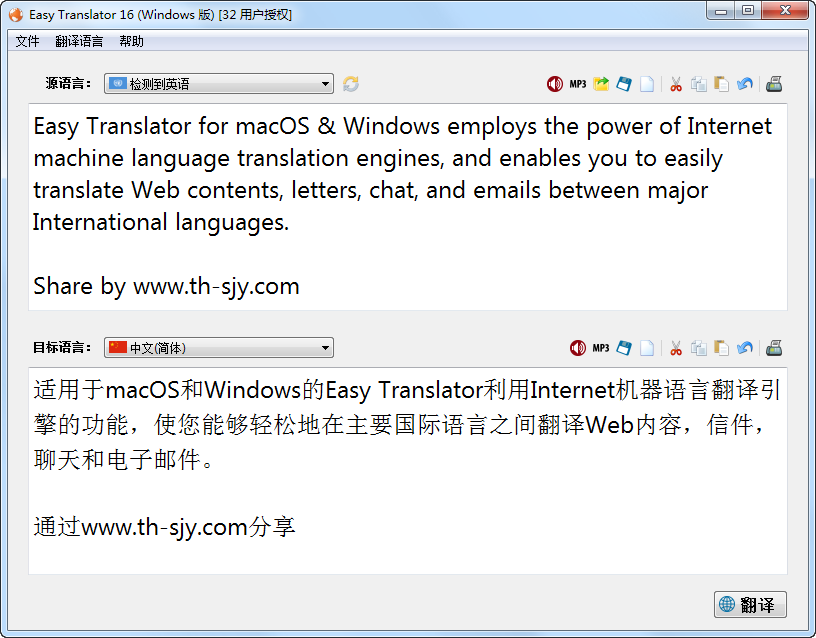 Easy Translator 16 (Windows 版) [32 用户授权]
文件 翻译语言 帮助
源语言： 检测到英语 MP3
Easy Translator for macOS & Windows employs the power of Internet
machine language translation engines, and enables you to easily
translate Web contents, letters, chat, and emails between major
International languages.
Share by www.th-sjy.com
目标语言： 中文(简体) MP3
适用于macOS和Windows的Easy Translator利用Internet机器语言翻译引
擎的功能，使您能够轻松地在主要国际语言之间翻译Web内容，信件，
聊天和电子邮件。
通过www.th-sjy.com分享
翻译